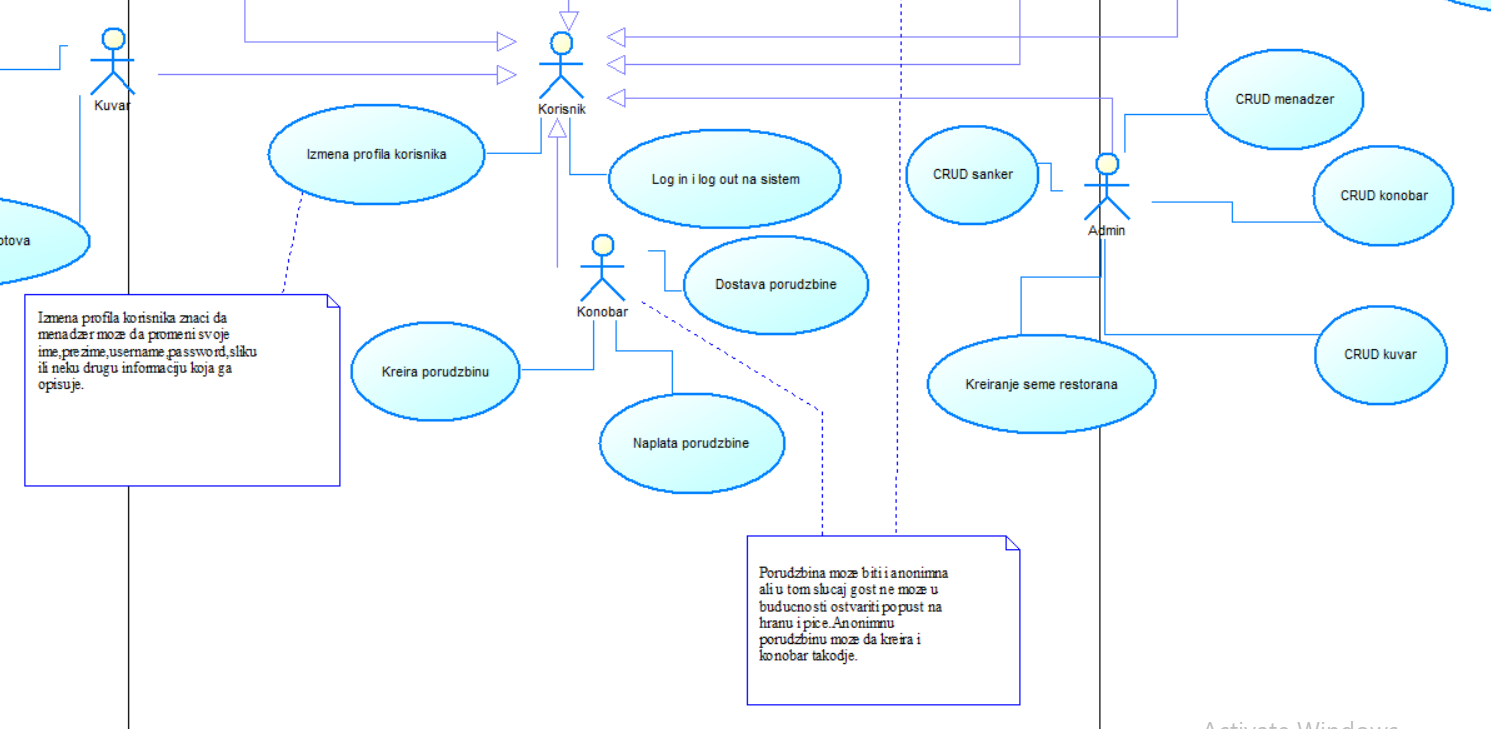 Kuvar
Korisnik
CRUD menadzer
Izmena profila korisnika
Log in i log out na sistem
CRUD sanker
CRUD konobar
Admin
otova
Dostava porudzbine
Konobar
Izmena profila korisnika znaci da
menadzer moze da promeni svoje
ime,prezime,username,password,sliku
ili neku drugu informaciju koja ga
opisuje.
Kreira porudzbinu
Kreiranje seme restorana
CRUD kuvar
Naplata porudzbine
Porudzbina moze biti i anonimna
ali u tom slucaj gost ne moze u
buducnosti ostvariti popust na
hranu i pice.Anonimnu
porudzbinu moze da kreira i
konobar takodje.
Activate Windows